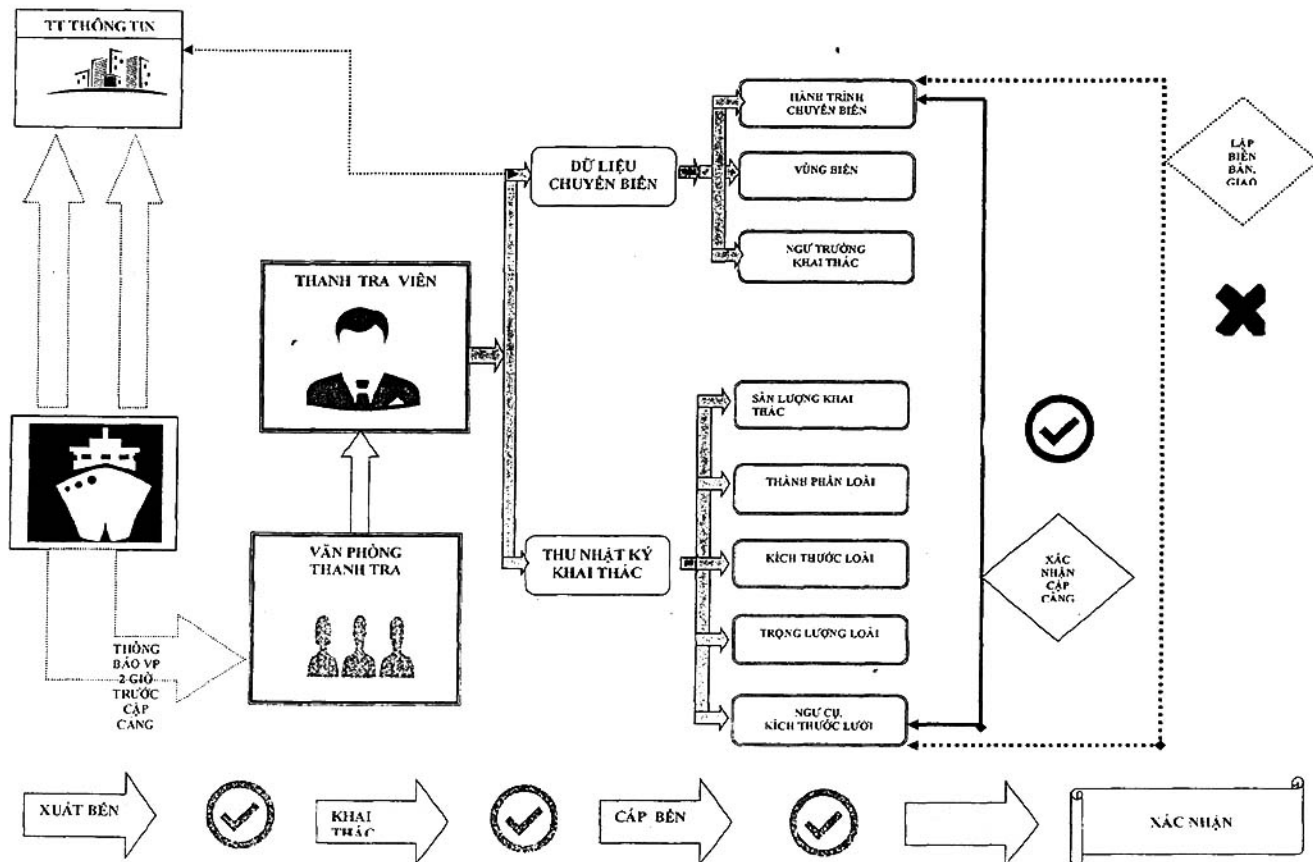 TT THÔNG TIN
HÀNH TRÌNH
CHUYẾN BIỂN
LẬP
BIÊN
BẢN,
GIAO
DỮ LIỆU
CHUYẾN BIỂN
VÙNG BIỂN
NGƯ TRƯỜNG
KHAI THÁC
THANH TRA VIÊN
SẢN LƯỢNG KHAI
THÁC
THÀNH PHẦN LOÀI
VĂN PHÒNG
THANH TRA
THU NHẬT KÝ
KHAI THÁC
KÍCH THƯỚC LOÀI
XÁC
NHẬN
CẬP
CẢNG
TRỌNG LƯỢNG LOÀI
THÔNG
BÁO VP
2 GIỜ
TRƯỚC
CẬP
CẢNG
NGƯ CỤ,
KÍCH THƯỚC LƯỚI
XUẤT BẾN
KHAI
THÁC
CẬP BẾN
XÁC NHẬN